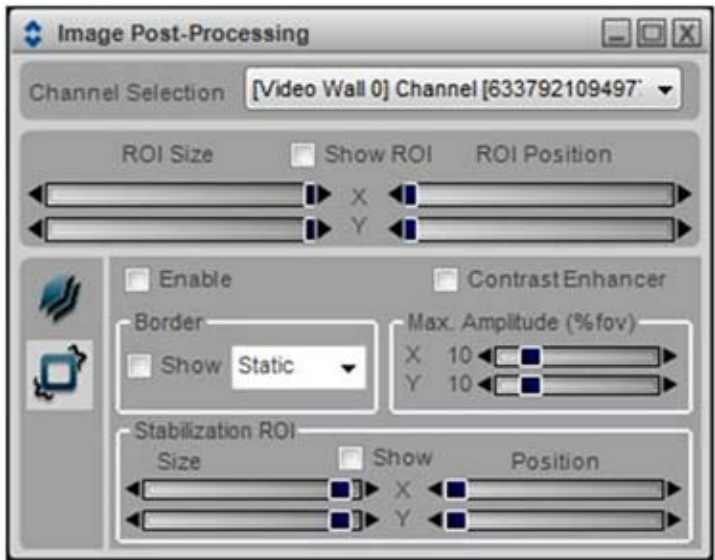 Image Post-Processing
Channel Selection [Video Wall 0] Channel [633792109497
ROI Size Show ROI ROI Position
X
Y
Enable Contrast Enhancer
Border Max. Amplitude (%fov)
Show Static X 10
Y 10
Stabilization ROI
Size Show Position
X
Y